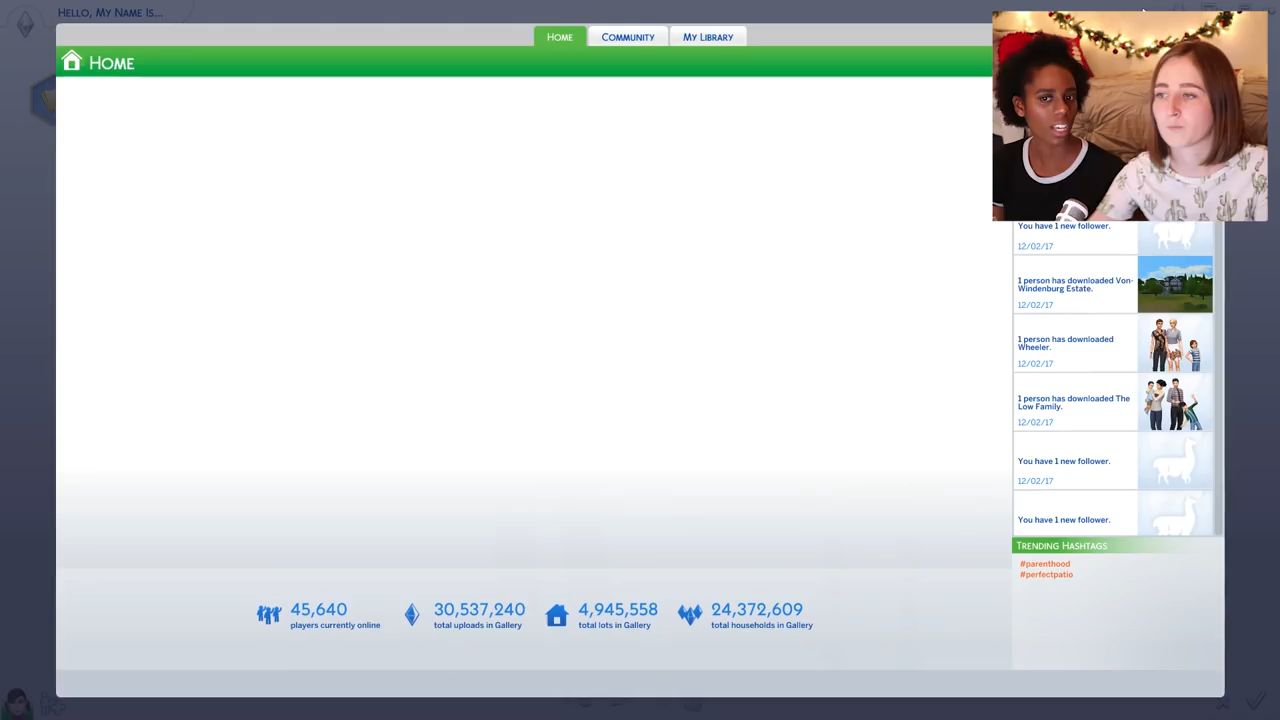 Hello, My Name Is...
Home
Community
My Library
Home
You have 1 new follower.
12/02/17
1 person has downloaded Von-
Windenburg Estate.
12/02/17
1 person has downloaded
Wheeler.
12/02/17
1 person has downloaded The
Low Family.
12/02/17
You have 1 new follower.
12/02/17
You have 1 new follower.
Trending Hashtags
#parenthood
#perfectpatio
45,640
players currently online
30,537,240
total uploads in Gallery
4,945,558
total lots in Gallery
24,372,609
total households in Gallery